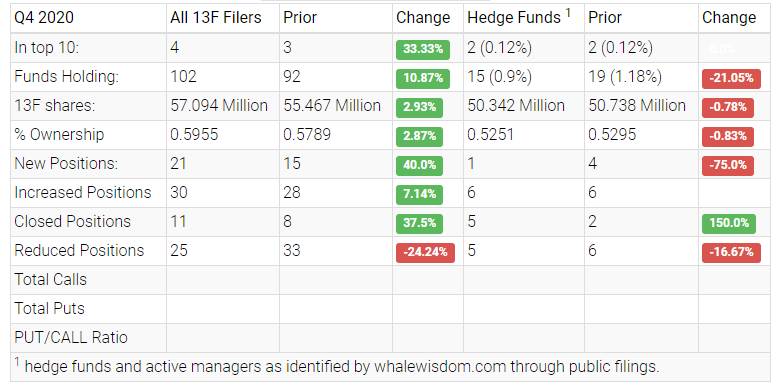 Q4 2020 All 13F Filers Prior Change Hedge Funds 1 Prior Change
In top 10: 4 3 33.33% 2 (0.12%) 2 (0.12%) 0.0%
Funds Holding: 102 92 10.87% 15 (0.9%) 19 (1.18%) -21.05%
13F shares: 57.094 Million 55.467 Million 2.93% 50.342 Million 50.738 Million -0.78%
% Ownership 0.5955 0.5789 2.87% 0.5251 0.5295 -0.83%
New Positions: 21 15 40.0% 1 4 -75.0%
Increased Positions 30 28 7.14% 6 6
Closed Positions 11 8 37.5% 5 2 150.0%
Reduced Positions 25 33 -24.24% 5 6 -16.67%
Total Calls
Total Puts
PUT/CALL Ratio
1 hedge funds and active managers as identified by whalewisdom.com through public filings.